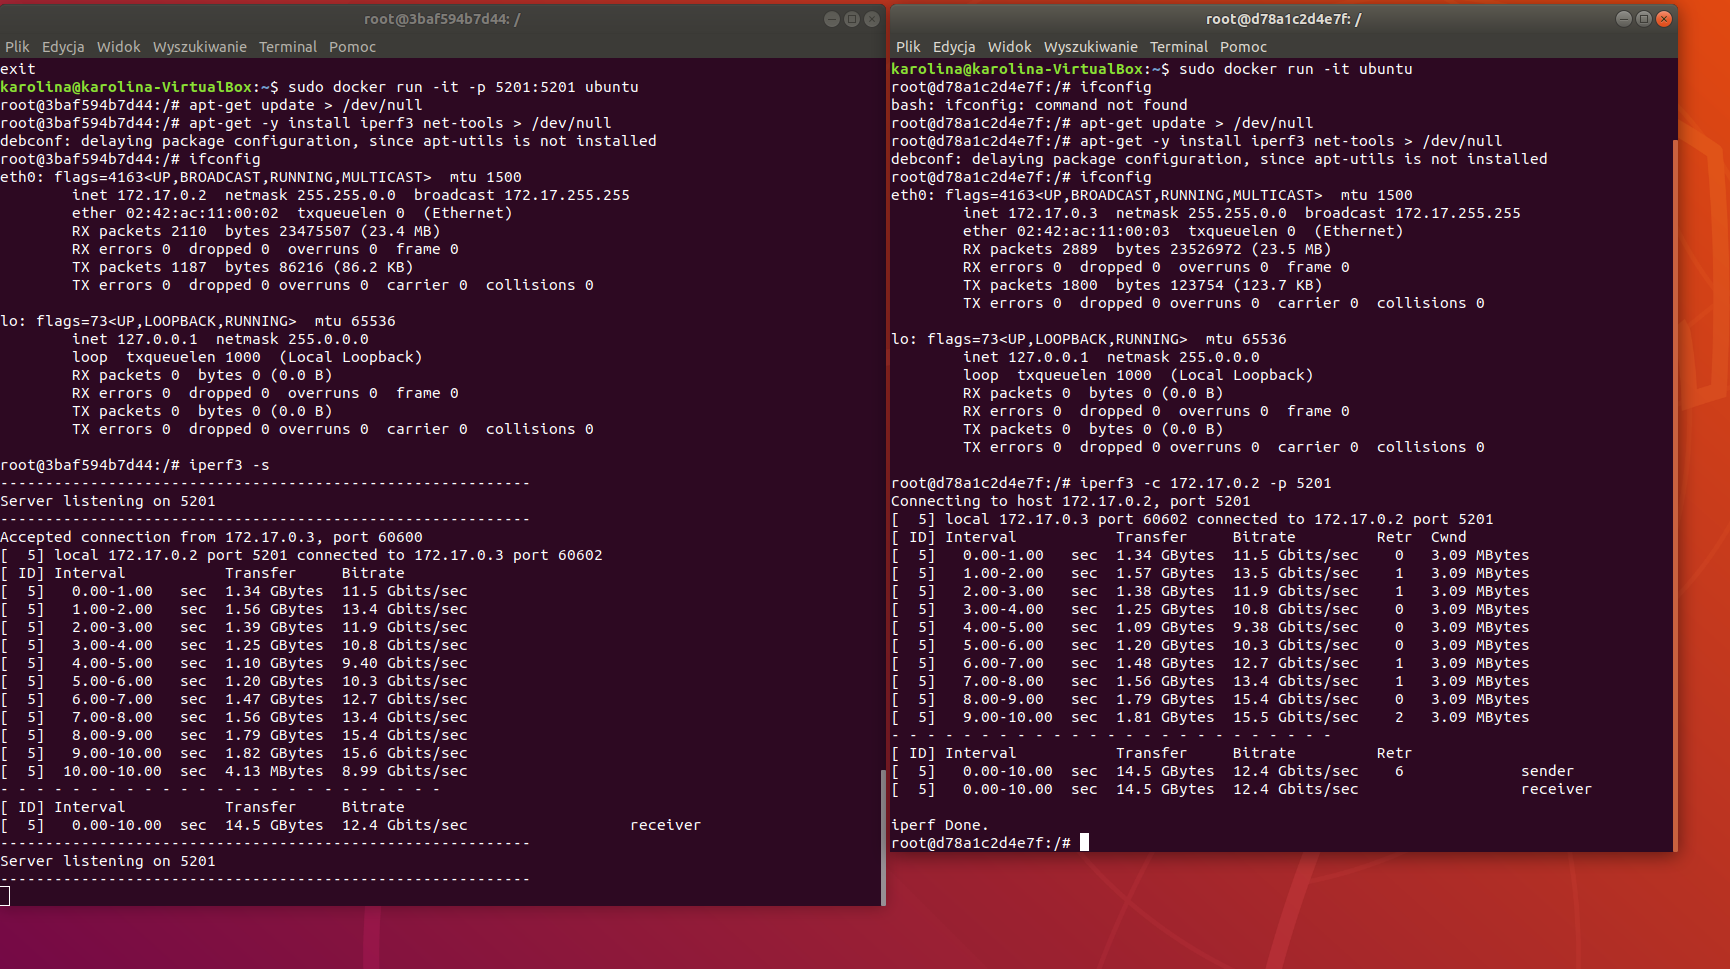 root@3baf594b7d44: /
Plik Edycja Widok Wyszukiwanie Terminal Pomoc
exit
karolina@karolina-VirtualBox:~$ sudo docker run -it -p 5201:5201 ubuntu
root@3baf594b7d44:/# apt-get update > /dev/null
root@3baf594b7d44:/# apt-get -y install iperf3 net-tools > /dev/null
debconf: delaying package configuration, since apt-utils is not installed
root@3baf594b7d44:/# ifconfig
eth0: flags=4163<UP,BROADCAST,RUNNING,MULTICAST>  mtu 1500
        inet 172.17.0.2  netmask 255.255.0.0  broadcast 172.17.255.255
        ether 02:42:ac:11:00:02  txqueuelen 0  (Ethernet)
        RX packets 2110  bytes 23475507 (23.4 MB)
        RX errors 0  dropped 0  overruns 0  frame 0
        TX packets 1187  bytes 86216 (86.2 KB)
        TX errors 0  dropped 0 overruns 0  carrier 0  collisions 0
lo: flags=73<UP,LOOPBACK,RUNNING>  mtu 65536
        inet 127.0.0.1  netmask 255.0.0.0
        loop  txqueuelen 1000  (Local Loopback)
        RX packets 0  bytes 0 (0.0 B)
        RX errors 0  dropped 0  overruns 0  frame 0
        TX packets 0  bytes 0 (0.0 B)
        TX errors 0  dropped 0 overruns 0  carrier 0  collisions 0
root@3baf594b7d44:/# iperf3 -s
-----------------------------------------------------------
Server listening on 5201
-----------------------------------------------------------
Accepted connection from 172.17.0.3, port 60600
[  5] local 172.17.0.2 port 5201 connected to 172.17.0.3 port 60602
[ ID] Interval           Transfer     Bitrate
[  5]   0.00-1.00   sec  1.34 GBytes  11.5 Gbits/sec
[  5]   1.00-2.00   sec  1.56 GBytes  13.4 Gbits/sec
[  5]   2.00-3.00   sec  1.39 GBytes  11.9 Gbits/sec
[  5]   3.00-4.00   sec  1.25 GBytes  10.8 Gbits/sec
[  5]   4.00-5.00   sec  1.10 GBytes  9.40 Gbits/sec
[  5]   5.00-6.00   sec  1.20 GBytes  10.3 Gbits/sec
[  5]   6.00-7.00   sec  1.47 GBytes  12.7 Gbits/sec
[  5]   7.00-8.00   sec  1.56 GBytes  13.4 Gbits/sec
[  5]   8.00-9.00   sec  1.79 GBytes  15.4 Gbits/sec
[  5]   9.00-10.00  sec  1.82 GBytes  15.6 Gbits/sec
[  5]  10.00-10.00  sec  4.13 MBytes  8.99 Gbits/sec
- - - - - - - - - - - - - - - - - - - - - - - - -
[ ID] Interval           Transfer     Bitrate
[  5]   0.00-10.00  sec  14.5 GBytes  12.4 Gbits/sec                  receiver
-----------------------------------------------------------
Server listening on 5201
-----------------------------------------------------------
root@d78a1c2d4e7f: /
Plik Edycja Widok Wyszukiwanie Terminal Pomoc
karolina@karolina-VirtualBox:~$ sudo docker run -it ubuntu
root@d78a1c2d4e7f:/# ifconfig
bash: ifconfig: command not found
root@d78a1c2d4e7f:/# apt-get update > /dev/null
root@d78a1c2d4e7f:/# apt-get -y install iperf3 net-tools > /dev/null
debconf: delaying package configuration, since apt-utils is not installed
root@d78a1c2d4e7f:/# ifconfig
eth0: flags=4163<UP,BROADCAST,RUNNING,MULTICAST>  mtu 1500
        inet 172.17.0.3  netmask 255.255.0.0  broadcast 172.17.255.255
        ether 02:42:ac:11:00:03  txqueuelen 0  (Ethernet)
        RX packets 2889  bytes 23526972 (23.5 MB)
        RX errors 0  dropped 0  overruns 0  frame 0
        TX packets 1800  bytes 123754 (123.7 KB)
        TX errors 0  dropped 0 overruns 0  carrier 0  collisions 0
lo: flags=73<UP,LOOPBACK,RUNNING>  mtu 65536
        inet 127.0.0.1  netmask 255.0.0.0
        loop  txqueuelen 1000  (Local Loopback)
        RX packets 0  bytes 0 (0.0 B)
        RX errors 0  dropped 0  overruns 0  frame 0
        TX packets 0  bytes 0 (0.0 B)
        TX errors 0  dropped 0 overruns 0  carrier 0  collisions 0
root@d78a1c2d4e7f:/# iperf3 -c 172.17.0.2 -p 5201
Connecting to host 172.17.0.2, port 5201
[  5] local 172.17.0.3 port 60602 connected to 172.17.0.2 port 5201
[ ID] Interval           Transfer     Bitrate         Retr  Cwnd
[  5]   0.00-1.00   sec  1.34 GBytes  11.5 Gbits/sec    0   3.09 MBytes
[  5]   1.00-2.00   sec  1.57 GBytes  13.5 Gbits/sec    1   3.09 MBytes
[  5]   2.00-3.00   sec  1.38 GBytes  11.9 Gbits/sec    1   3.09 MBytes
[  5]   3.00-4.00   sec  1.25 GBytes  10.8 Gbits/sec    0   3.09 MBytes
[  5]   4.00-5.00   sec  1.09 GBytes  9.38 Gbits/sec    0   3.09 MBytes
[  5]   5.00-6.00   sec  1.20 GBytes  10.3 Gbits/sec    0   3.09 MBytes
[  5]   6.00-7.00   sec  1.48 GBytes  12.7 Gbits/sec    1   3.09 MBytes
[  5]   7.00-8.00   sec  1.56 GBytes  13.4 Gbits/sec    1   3.09 MBytes
[  5]   8.00-9.00   sec  1.79 GBytes  15.4 Gbits/sec    0   3.09 MBytes
[  5]   9.00-10.00  sec  1.81 GBytes  15.5 Gbits/sec    2   3.09 MBytes
- - - - - - - - - - - - - - - - - - - - - - - - -
[ ID] Interval           Transfer     Bitrate         Retr
[  5]   0.00-10.00  sec  14.5 GBytes  12.4 Gbits/sec    6             sender
[  5]   0.00-10.00  sec  14.5 GBytes  12.4 Gbits/sec                  receiver
iperf Done.
root@d78a1c2d4e7f:/#